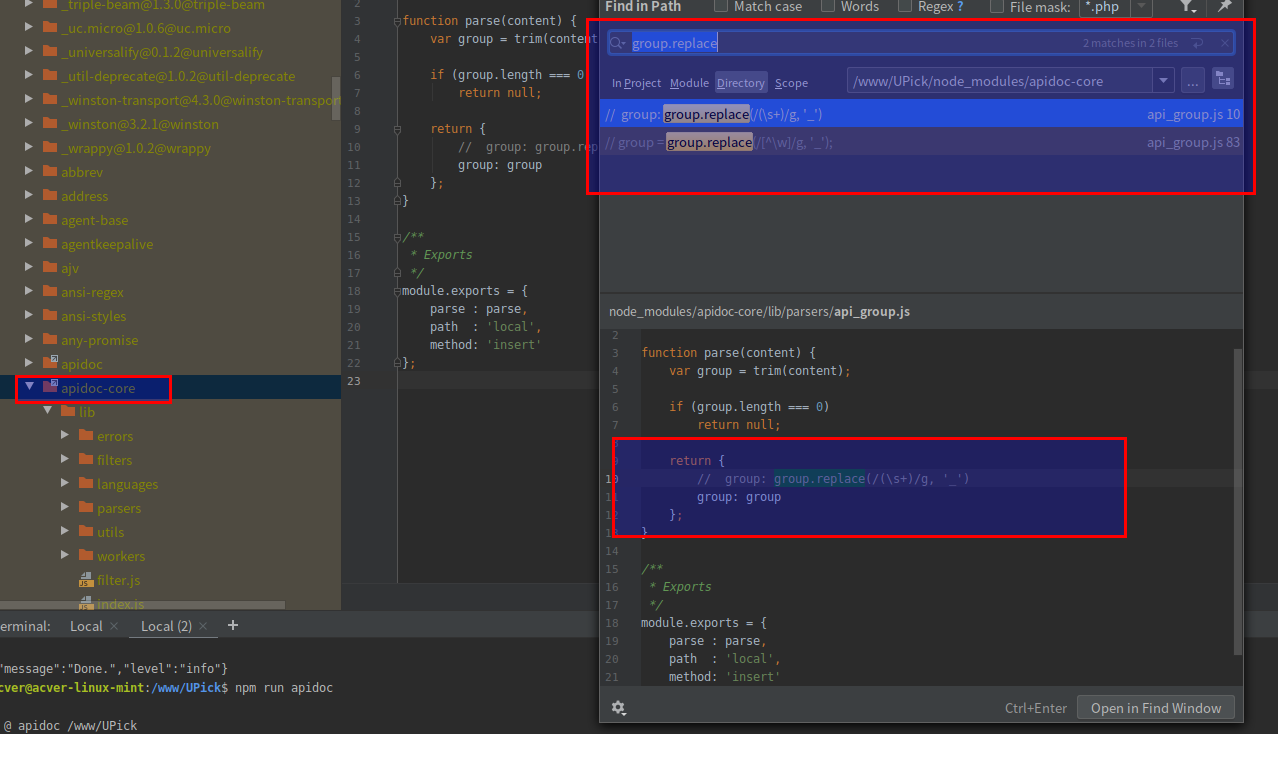 _triple-beam@1.3.0@triple-beam
_uc.micro@1.0.6@uc.micro
_universalify@0.1.2@universalify
_util-deprecate@1.0.2@util-deprecate
_winston-transport@4.3.0@winston-transport
_winston@3.2.1@winston
_wrappy@1.0.2@wrappy
abbrev
address
agent-base
agentkeepalive
ajv
ansi-regex
ansi-styles
any-promise
apidoc
apidoc-core
lib
errors
filters
languages
parsers
utils
workers
filter.js
index.js
2
3 function parse(content) {
4 var group = trim(content
5
6 if (group.length === 0
7 return null;
8
9 return {
10 // group: group.rep
11 group: group
12 };
13 }
14
15 /**
16 * Exports
17 */
18 module.exports = {
19 parse : parse,
20 path  : 'local',
21 method: 'insert'
22 };
23
Find in Path Match case Words Regex ? File mask: *.php
group.replace 2 matches in 2 files
In Project Module Directory Scope /www/UPick/node_modules/apidoc-core ...
// group: group.replace(/(\s+)/g, '_') api_group.js 10
// group = group.replace(/[^\w]/g, '_'); api_group.js 83
node_modules/apidoc-core/lib/parsers/api_group.js
2
3 function parse(content) {
4 var group = trim(content);
5
6 if (group.length === 0)
7 return null;
8
9 return {
10 // group: group.replace(/(\s+)/g, '_')
11 group: group
12 };
13 }
14
15 /**
16 * Exports
17 */
18 module.exports = {
19 parse : parse,
20 path  : 'local',
21 method: 'insert'
Ctrl+Enter Open in Find Window
erminal: Local × Local (2) × +
"message":"Done.","level":"info"}
cver@acver-linux-mint:/www/UPick$ npm run apidoc
@ apidoc /www/UPick